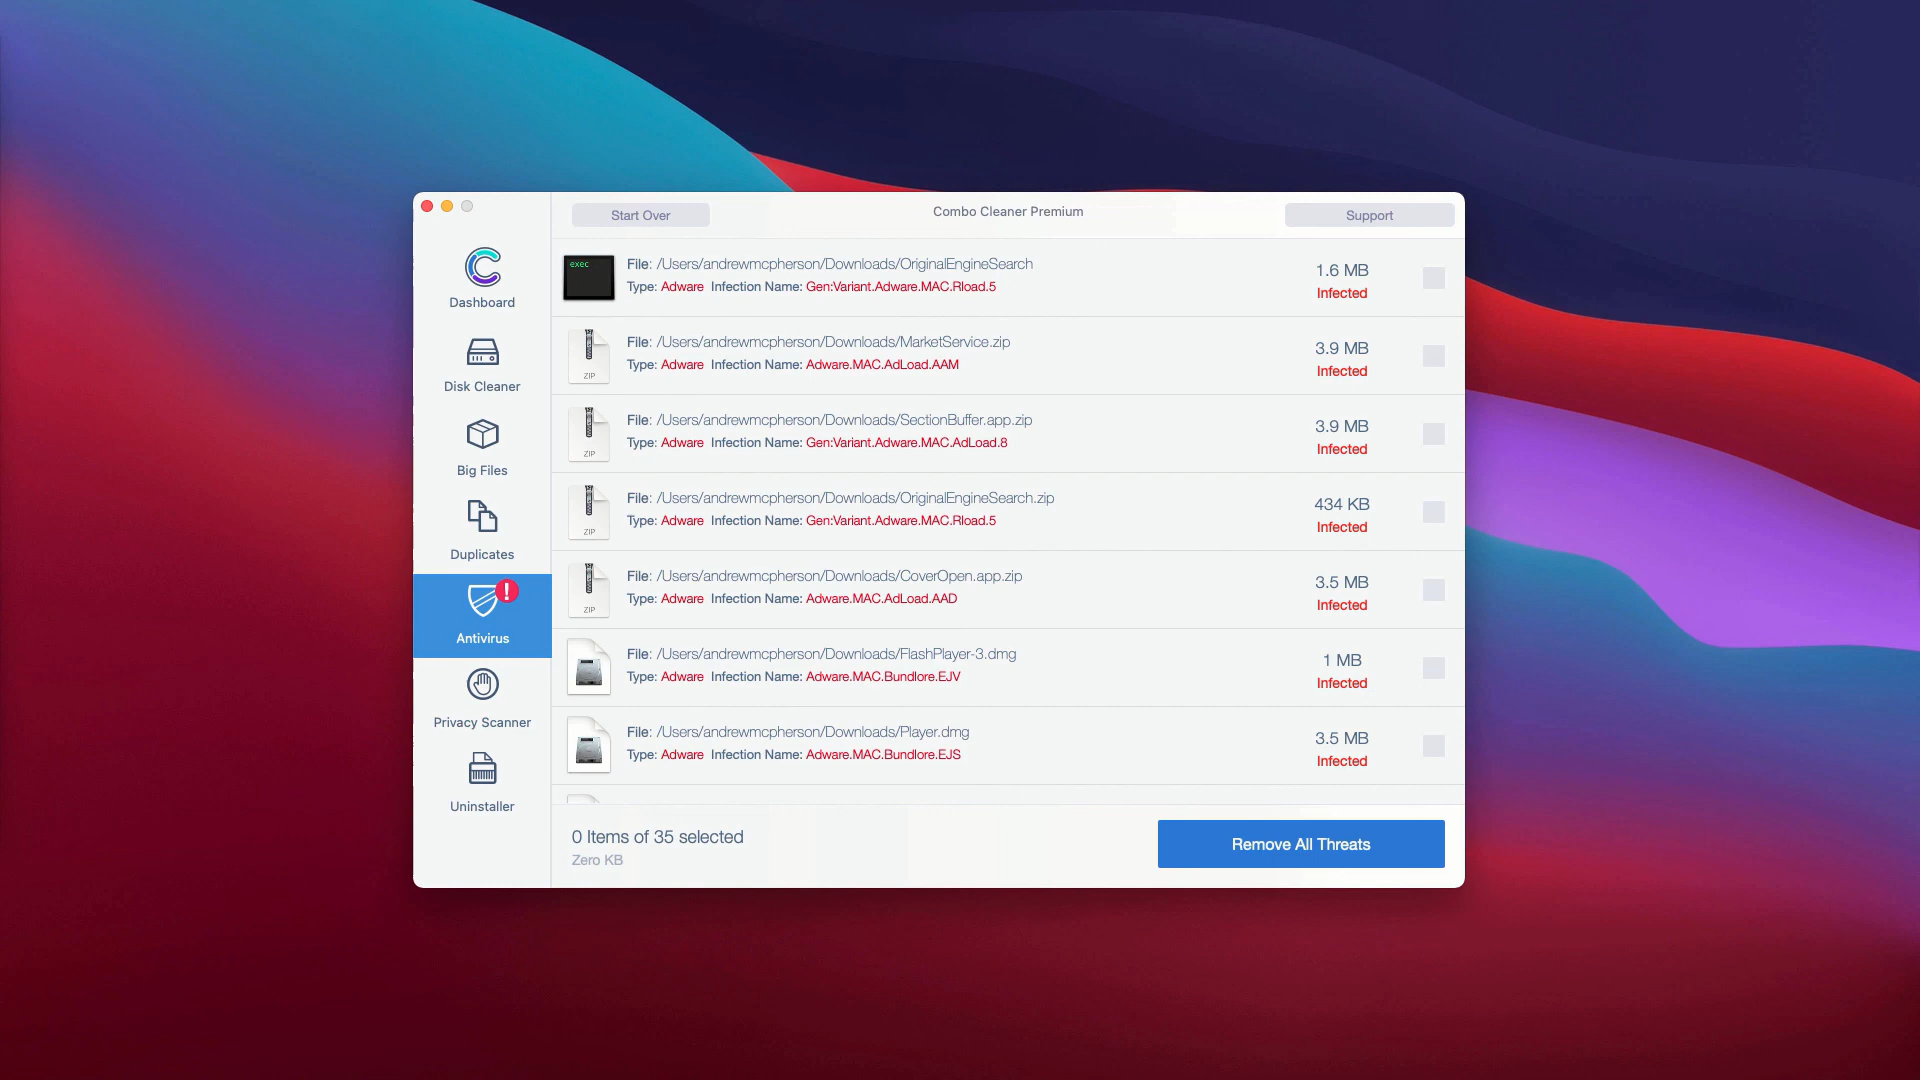 Start Over
Combo Cleaner Premium
Support
Dashboard
Disk Cleaner
Big Files
Duplicates
Antivirus
Privacy Scanner
Uninstaller
exec
File: /Users/andrewmcpherson/Downloads/OriginalEngineSearch
Type: Adware Infection Name: Gen:Variant.Adware.MAC.Rload.5
1.6 MB
Infected
ZIP
File: /Users/andrewmcpherson/Downloads/MarketService.zip
Type: Adware Infection Name: Adware.MAC.AdLoad.AAM
3.9 MB
Infected
ZIP
File: /Users/andrewmcpherson/Downloads/SectionBuffer.app.zip
Type: Adware Infection Name: Gen:Variant.Adware.MAC.AdLoad.8
3.9 MB
Infected
ZIP
File: /Users/andrewmcpherson/Downloads/OriginalEngineSearch.zip
Type: Adware Infection Name: Gen:Variant.Adware.MAC.Rload.5
434 KB
Infected
ZIP
File: /Users/andrewmcpherson/Downloads/CoverOpen.app.zip
Type: Adware Infection Name: Adware.MAC.AdLoad.AAD
3.5 MB
Infected
File: /Users/andrewmcpherson/Downloads/FlashPlayer-3.dmg
Type: Adware Infection Name: Adware.MAC.Bundlore.EJV
1 MB
Infected
File: /Users/andrewmcpherson/Downloads/Player.dmg
Type: Adware Infection Name: Adware.MAC.Bundlore.EJS
3.5 MB
Infected
0 Items of 35 selected
Zero KB
Remove All Threats